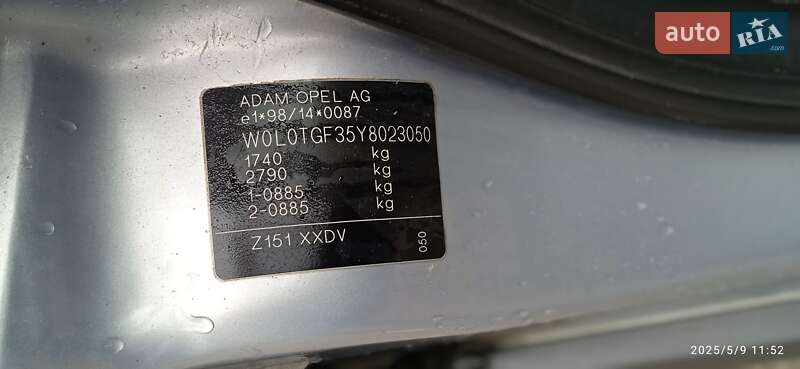 auto RIA
ADAM OPEL AG
e1*98/14*0087
W0L0TGF35Y8023050
1740 kg
2790 kg
1-0885 kg
2-0885 kg
Z151 XXDV
050
2025/5/9 11:52